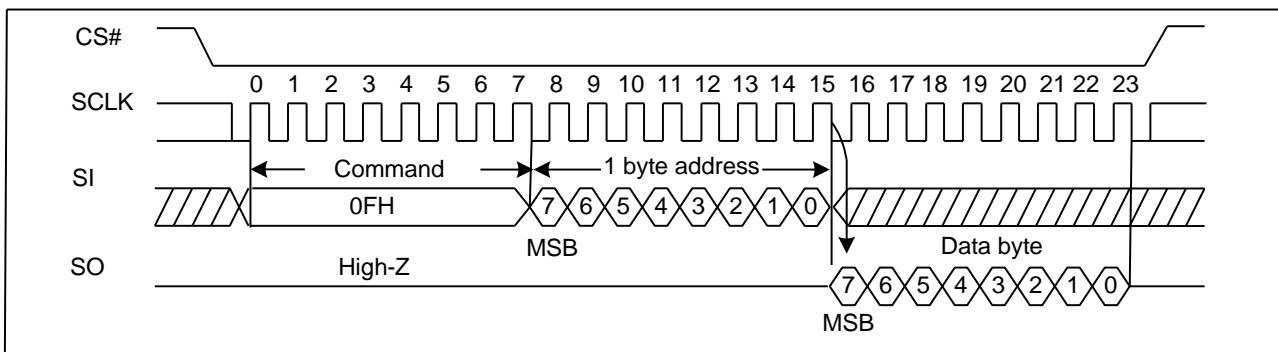 CS#
0 1 2 3 4 5 6 7 8 9 10 11 12 13 14 15 16 17 18 19 20 21 22 23
SCLK
Command 1 byte address
SI
0FH 7 6 5 4 3 2 1 0
MSB Data byte
SO High-Z
7 6 5 4 3 2 1 0
MSB